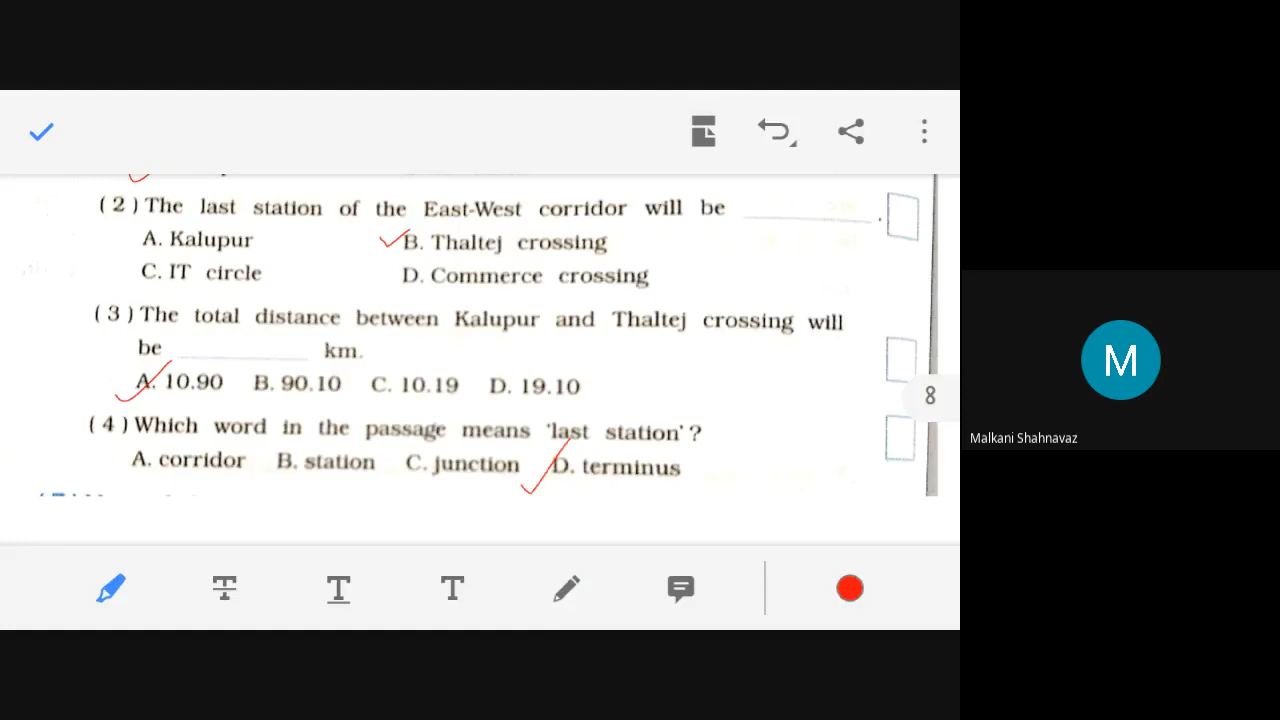 ( 2 ) The last station of the East-West corridor will be ____________ .
A. Kalupur B. Thaltej crossing
C. IT circle D. Commerce crossing
( 3 ) The total distance between Kalupur and Thaltej crossing will
be ____________ km.
A. 10.90 B. 90.10 C. 10.19 D. 19.10
8
( 4 ) Which word in the passage means 'last station' ?
A. corridor B. station C. junction D. terminus
M
Malkani Shahnavaz